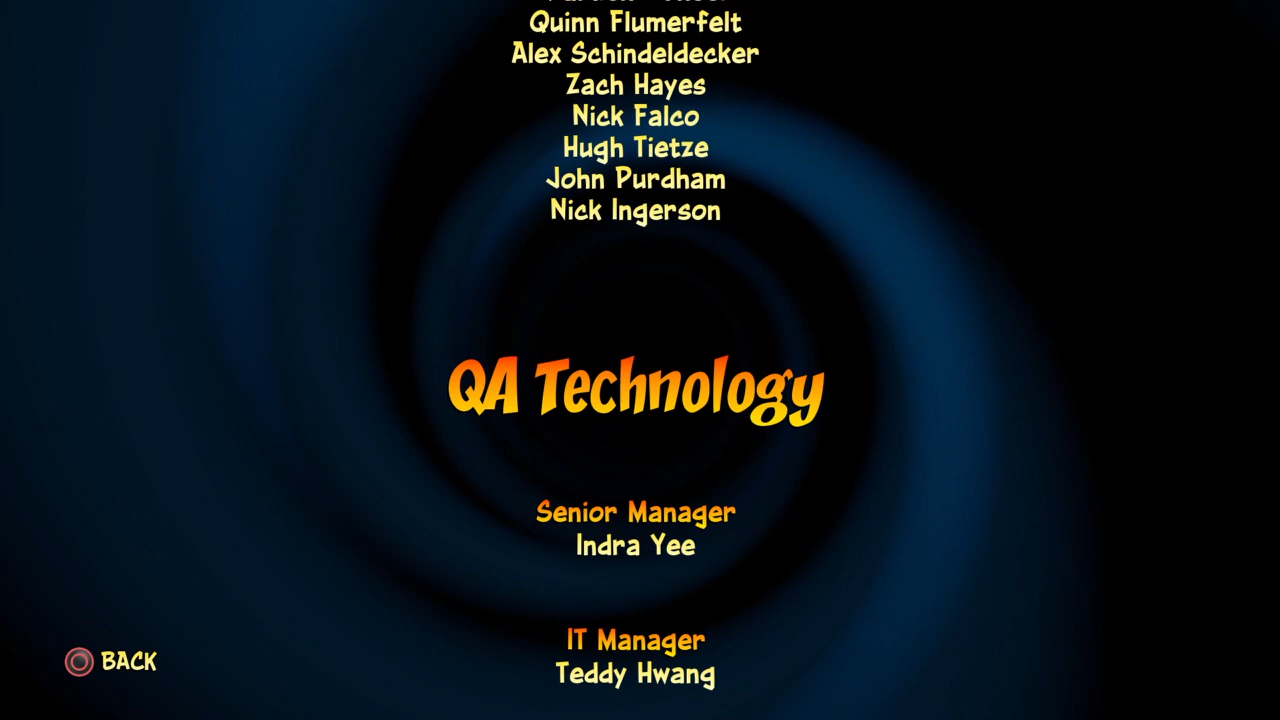 Quinn Flumerfelt
Alex Schindeldecker
Zach Hayes
Nick Falco
Hugh Tietze
John Purdham
Nick Ingerson
QA Technology
Senior Manager
Indra Yee
IT Manager
Teddy Hwang
BACK